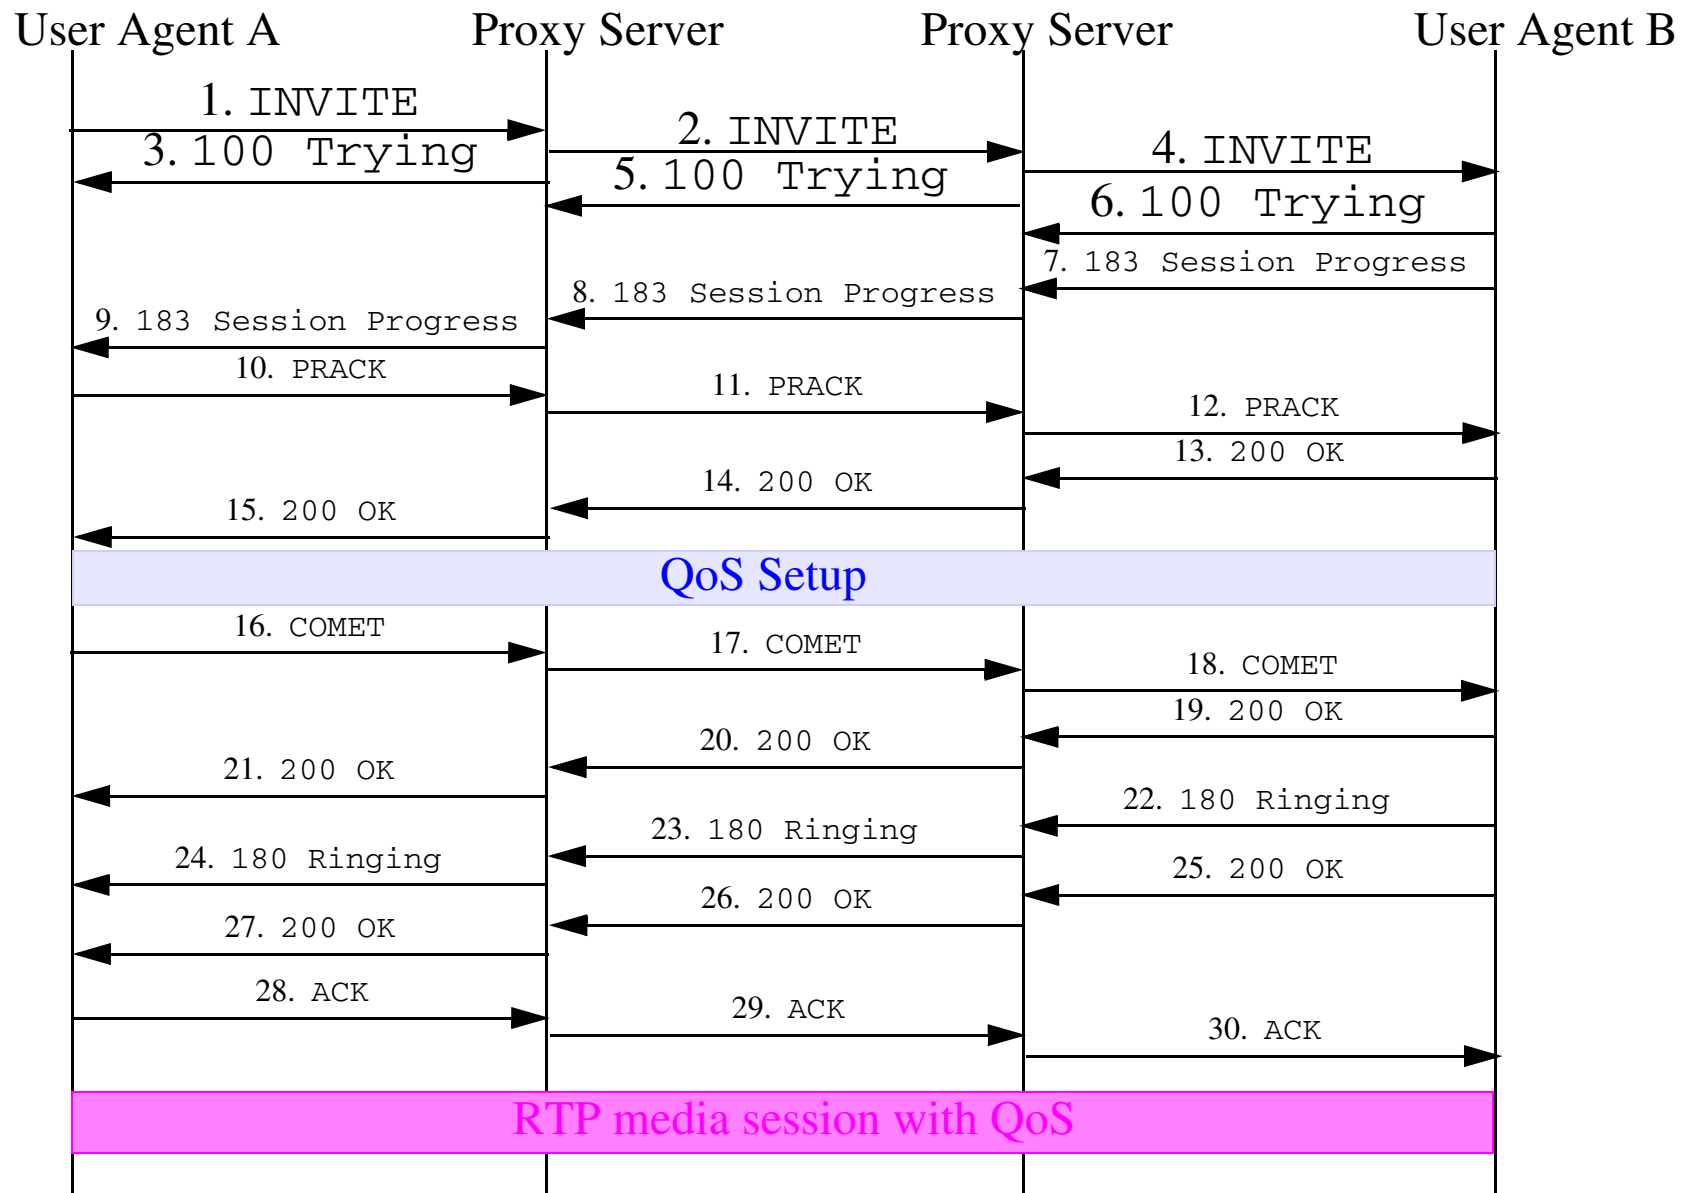 User Agent A
Proxy Server
Proxy Server
User Agent B
1. INVITE
2. INVITE
3. 100 Trying
4. INVITE
5. 100 Trying
6. 100 Trying
7. 183 Session Progress
8. 183 Session Progress
9. 183 Session Progress
10. PRACK
11. PRACK
12. PRACK
13. 200 OK
14. 200 OK
15. 200 OK
QoS Setup
16. COMET
17. COMET
18. COMET
19. 200 OK
20. 200 OK
21. 200 OK
22. 180 Ringing
23. 180 Ringing
24. 180 Ringing
25. 200 OK
26. 200 OK
27. 200 OK
28. ACK
29. ACK
30. ACK
RTP media session with QoS